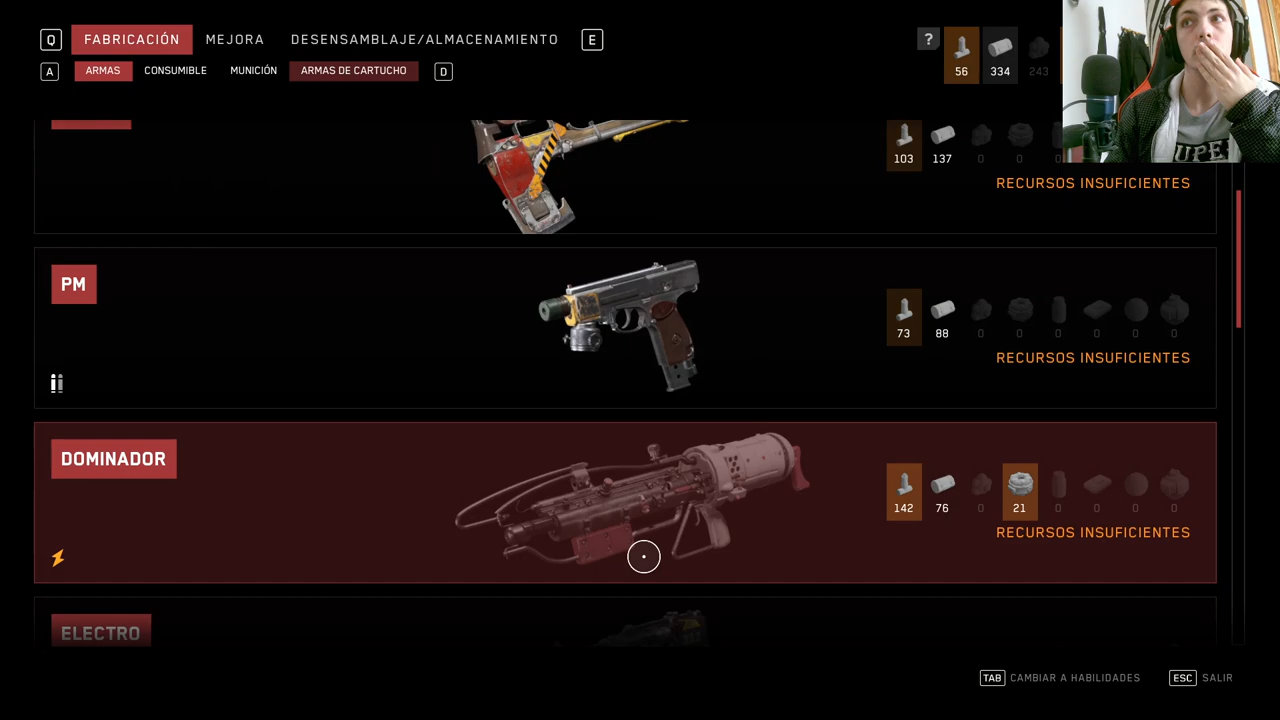 Q FABRICACIÓN MEJORA DESENSAMBLAJE/ALMACENAMIENTO E
A ARMAS CONSUMIBLE MUNICIÓN ARMAS DE CARTUCHO D
? 56 334 243
SUPE
103 137 0 0
RECURSOS INSUFICIENTES
PM
73 88 0 0 0 0 0 0
RECURSOS INSUFICIENTES
DOMINADOR
142 76 0 21 0 0 0 0
RECURSOS INSUFICIENTES
ELECTRO
TAB CAMBIAR A HABILIDADES ESC SALIR